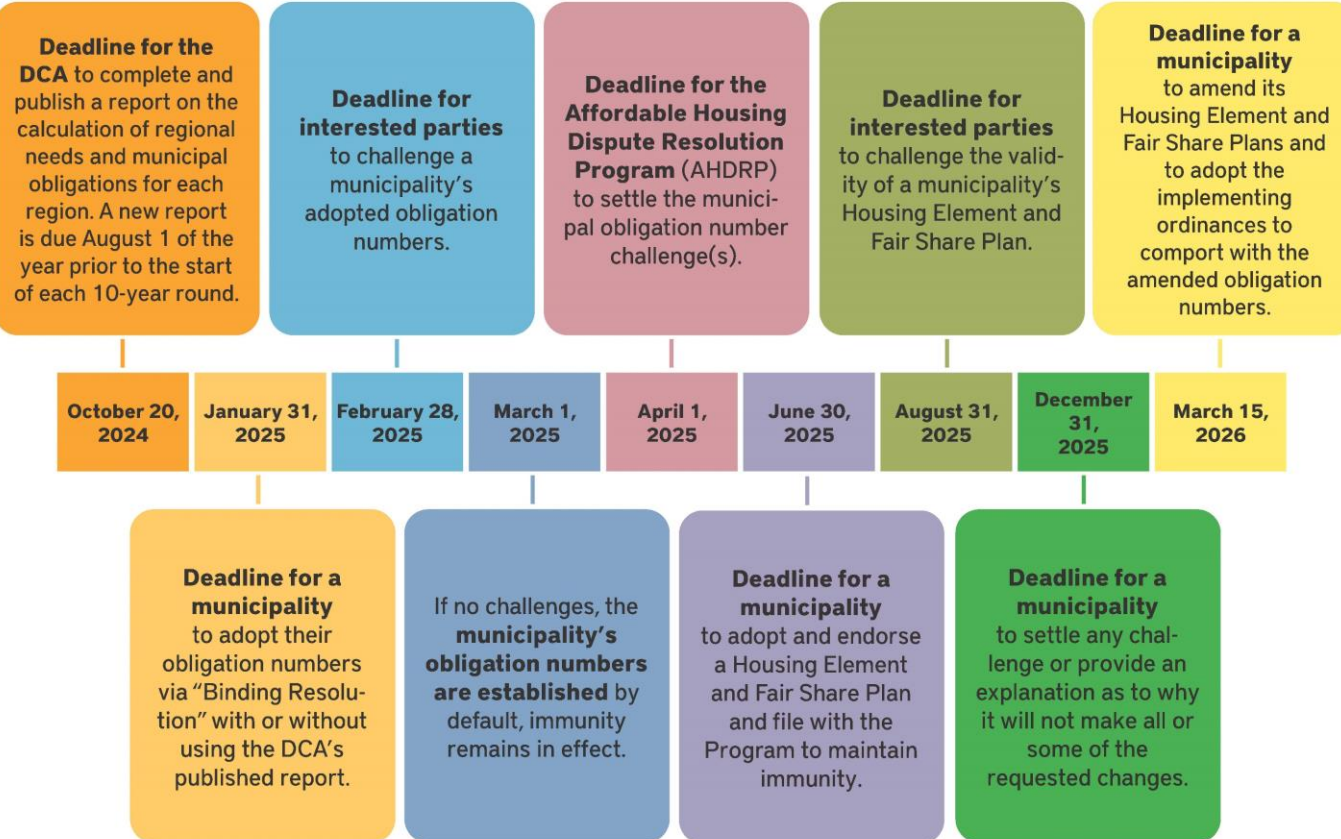 Deadline for the
DCA to complete and
publish a report on the
calculation of regional
needs and municipal
obligations for each
region. A new report
is due August 1 of the
year prior to the start
of each 10-year round.
Deadline for
interested parties
to challenge a
municipality's
adopted obligation
numbers.
Deadline for the
Affordable Housing
Dispute Resolution
Program (AHDRP)
to settle the munici-
pal obligation number
challenge(s).
Deadline for
interested parties
to challenge the valid-
ity of a municipality's
Housing Element and
Fair Share Plan.
Deadline for a
municipality
to amend its
Housing Element and
Fair Share Plans and
to adopt the
implementing
ordinances to
comport with the
amended obligation
numbers.
October 20,
2024
January 31,
2025
February 28,
2025
March 1,
2025
April 1,
2025
June 30,
2025
August 31,
2025
December
31,
2025
March 15,
2026
Deadline for a
municipality
to adopt their
obligation numbers
via “Binding Resolu-
tion” with or without
using the DCA's
published report.
If no challenges, the
municipality's
obligation numbers
are established by
default, immunity
remains in effect.
Deadline for a
municipality
to adopt and endorse
a Housing Element
and Fair Share Plan
and file with the
Program to maintain
immunity.
Deadline for a
municipality
to settle any chal-
lenge or provide an
explanation as to why
it will not make all or
some of the
requested changes.